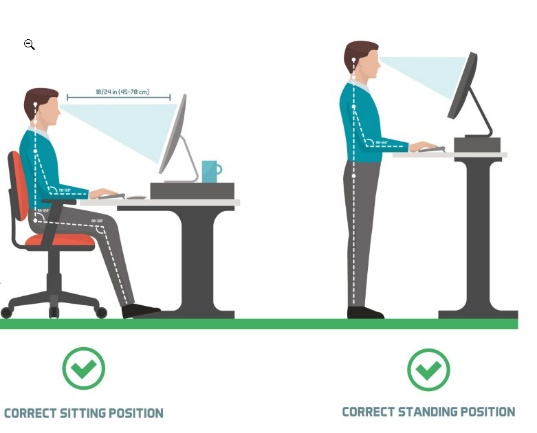 18/24 in (45-70 cm)
CORRECT SITTING POSITION
CORRECT STANDING POSITION